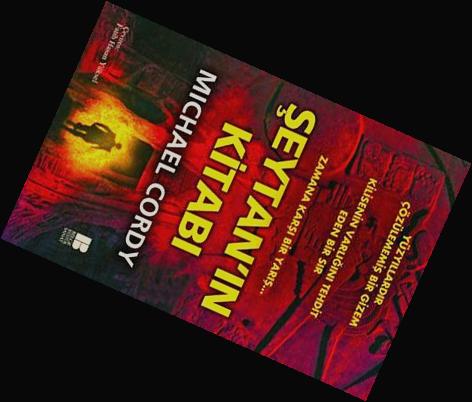 YÜZYILLARDIR
ÇÖZÜLEMEMİŞ BİR GİZEM
KİLİSENİN VARLIĞINI TEHDİT
EDEN BİR SIR
ZAMANA KARŞI BİR YARIŞ...
ŞEYTAN'IN
KİTABI
MICHAEL CORDY